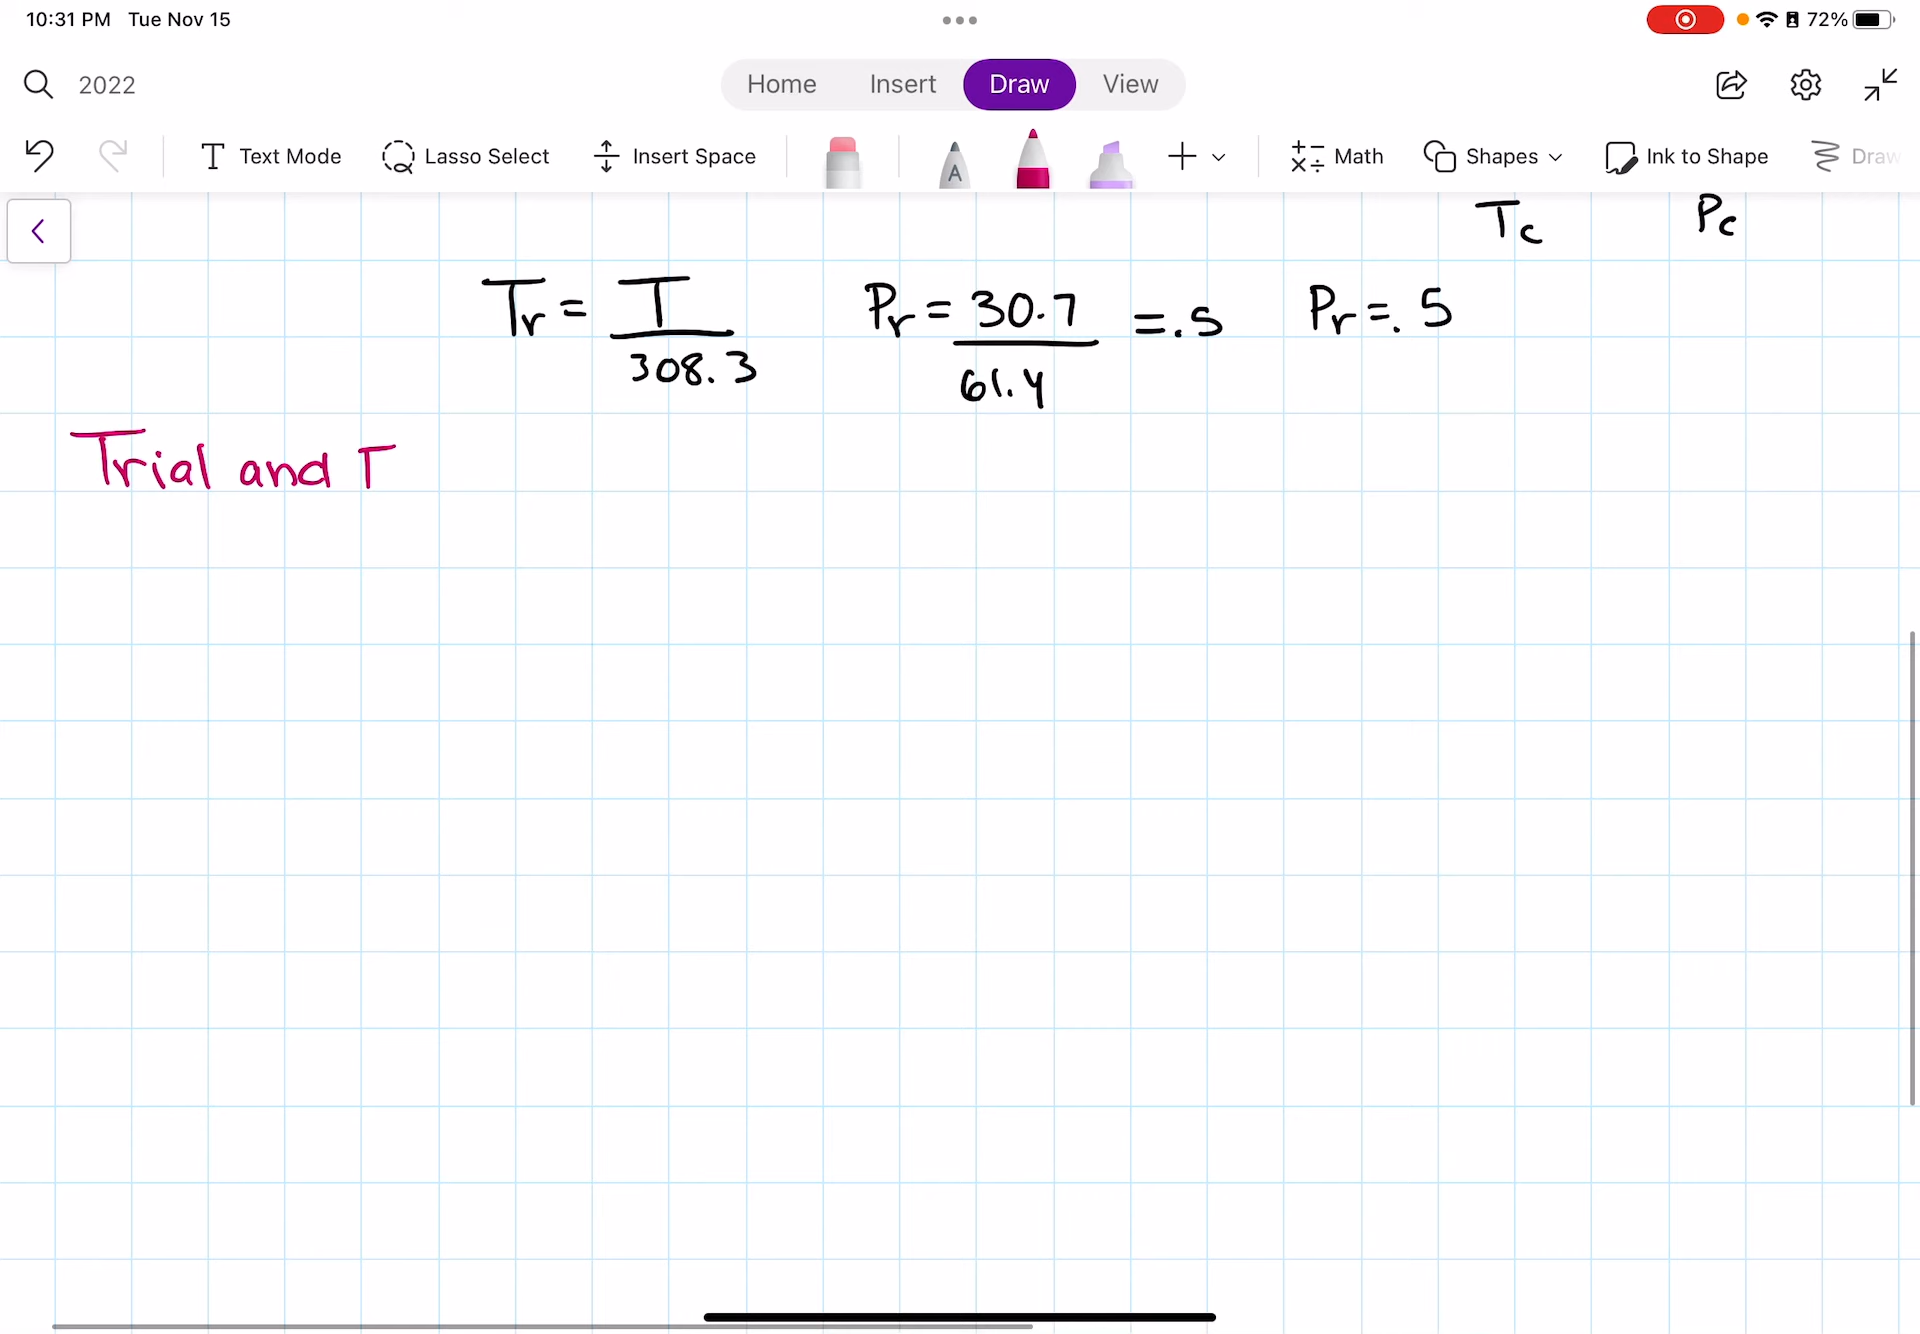 10:31 PM Tue Nov 15
72%
2022
Home Insert Draw View
Text Mode Lasso Select Insert Space A Math Shapes Ink to Shape Draw
Tc Pc
Tr = T / 308.3 Pr = 30.7 / 61.4 = .5 Pr = .5
Trial and T